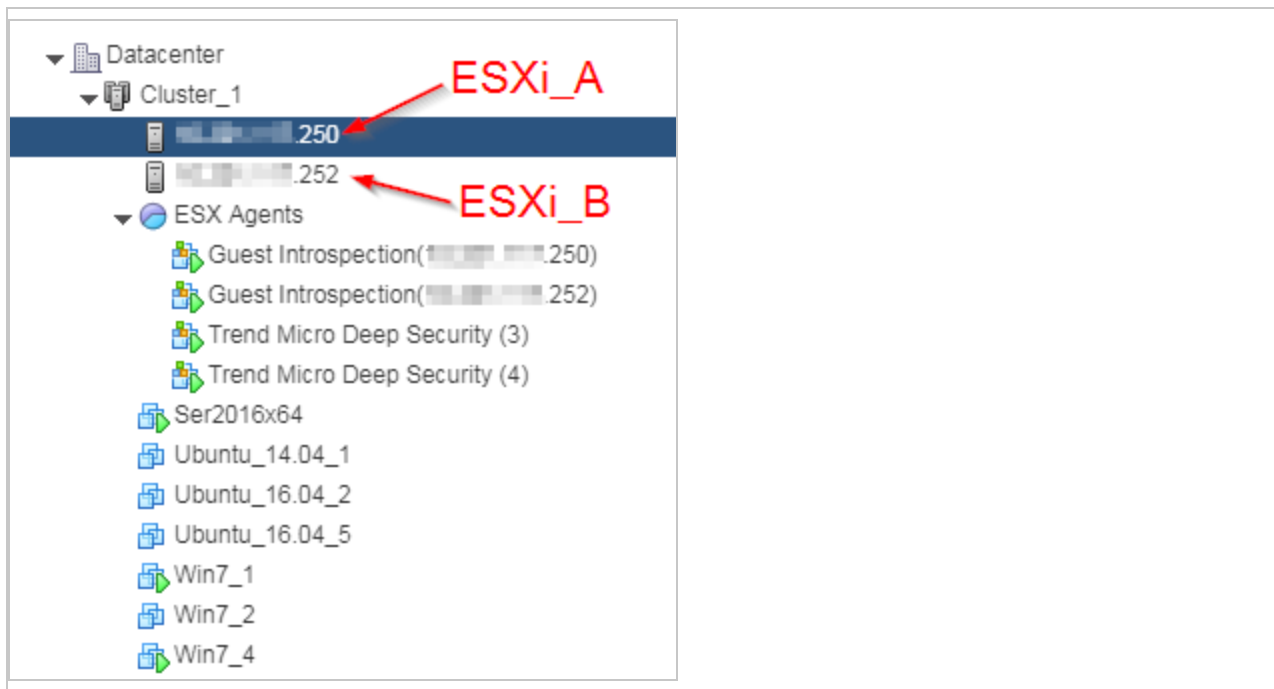 Datacenter
Cluster_1
ESXi_A
.250
.252
ESXi_B
ESX Agents
Guest Introspection( .250)
Guest Introspection( .252)
Trend Micro Deep Security (3)
Trend Micro Deep Security (4)
Ser2016x64
Ubuntu_14.04_1
Ubuntu_16.04_2
Ubuntu_16.04_5
Win7_1
Win7_2
Win7_4